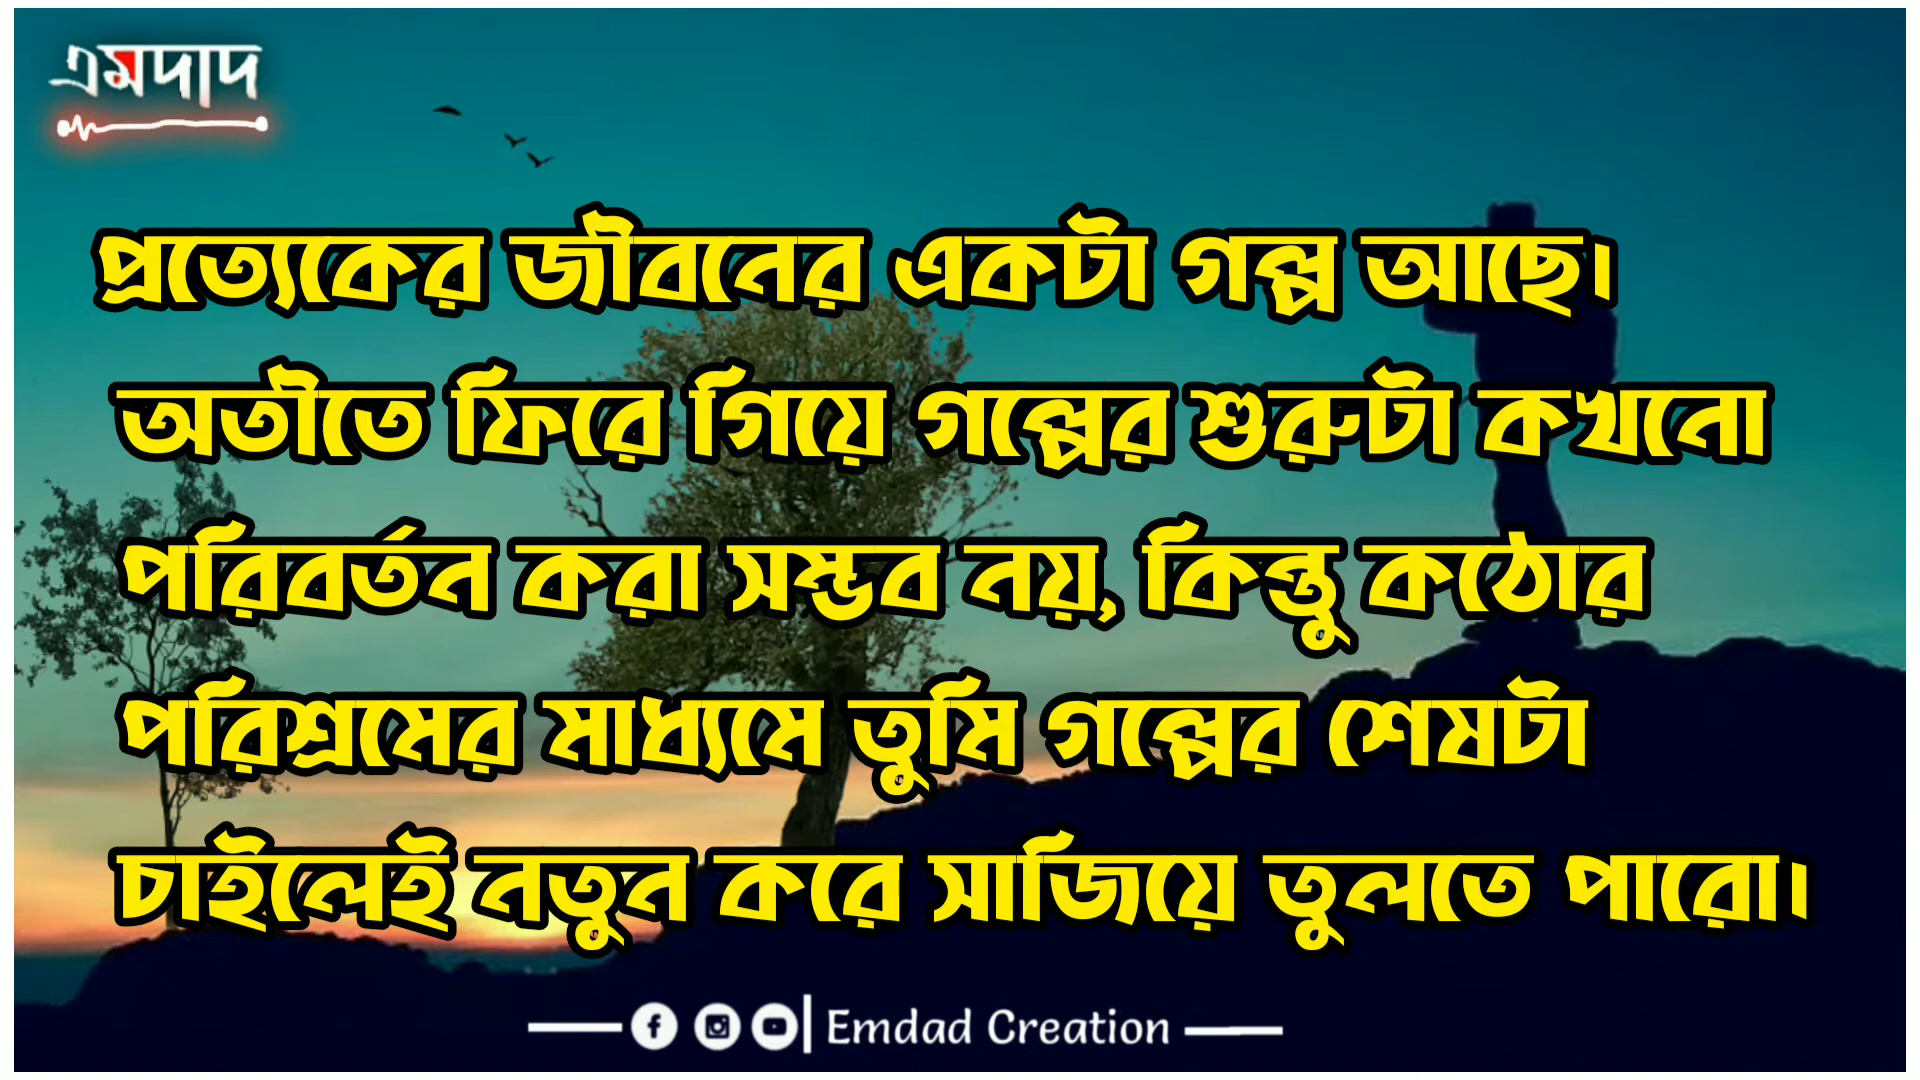 এমদাদ
প্রত্যেকের জীবনের একটা গল্প আছে।
অতীতে ফিরে গিয়ে গল্পের শুরুটা কখনো
পরিবর্তন করা সম্ভব নয়, কিন্তু কঠোর
পরিশ্রমের মাধ্যমে তুমি গল্পের শেষটা
চাইলেই নতুন করে সাজিয়ে তুলতে পারো।
Emdad Creation